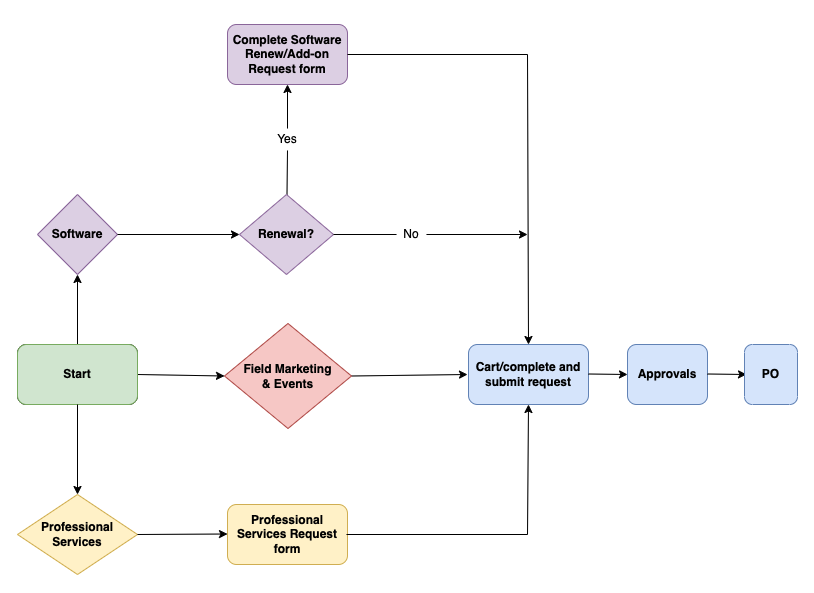 Complete Software
Renew/Add-on
Request form
Yes
Software
Renewal?
No
Start
Field Marketing
& Events
Cart/complete and
submit request
Approvals
PO
Professional
Services
Professional
Services Request
form